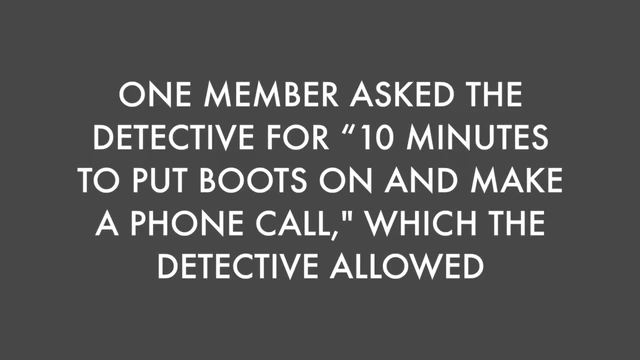 ONE MEMBER ASKED THE
DETECTIVE FOR “10 MINUTES
TO PUT BOOTS ON AND MAKE
A PHONE CALL," WHICH THE
DETECTIVE ALLOWED